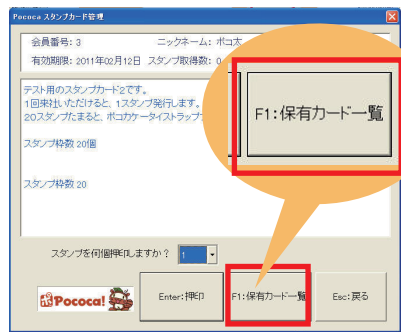 Pococa スタンプカード管理
会員番号: 3 ニックネーム: ポコ太
有効期限: 2011年02月12日 スタンプ取得数: 0
テスト用のスタンプカード2です。
1回来社いただけると、1スタンプ発行します。
20スタンプたまると、ポコカケータイストラップ
スタンプ枠数 20個
スタンプ枠数 20
F1:保有カード一覧
スタンプを何個押印しますか? 1
Pococa!
Enter:押印
F1:保有カード一覧
Esc:戻る